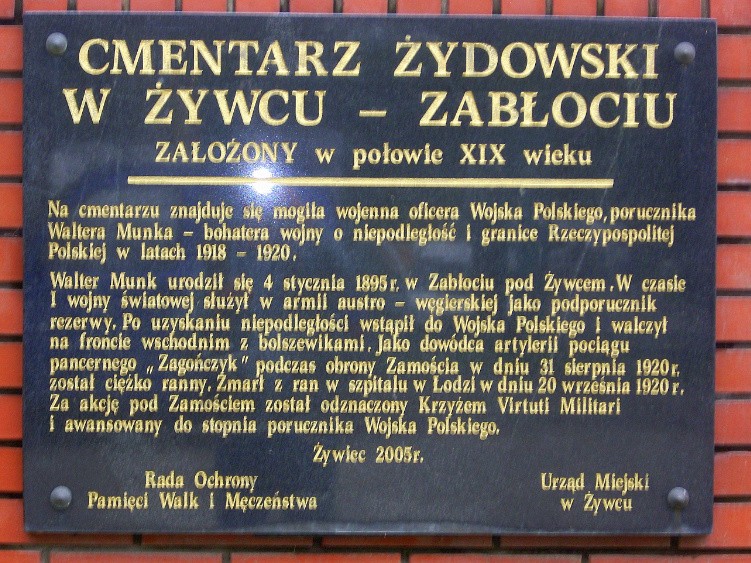 CMENTARZ ŻYDOWSKI
W ŻYWCU – ZABŁOCIU
ZAŁOŻONY w połowie XIX wieku
Na cmentarzu znajduje się mogiła wojenna oficera Wojska Polskiego, porucznika
Waltera Munka – bohatera wojny o niepodległość i granice Rzeczypospolitej
Polskiej w latach 1918 – 1920.
Walter Munk urodził się 4 stycznia 1895r. w Zabłociu pod Żywcem. W czasie
I wojny światowej służył w armii austro – węgierskiej jako podporucznik
rezerwy. Po uzyskaniu niepodległości wstąpił do Wojska Polskiego i walczył
na froncie wschodnim z bolszewikami. Jako dowódca artylerii pociągu
pancernego „Zagończyk" podczas obrony Zamościa w dniu 31 sierpnia 1920r.
został ciężko ranny. Zmarł z ran w szpitalu w Łodzi w dniu 20 września 1920r.
Za akcję pod Zamościem został odznaczony Krzyżem Virtuti Militari
i awansowany do stopnia porucznika Wojska Polskiego.
Żywiec 2005r.
Rada Ochrony
Pamięci Walk i Męczeństwa
Urząd Miejski
w Żywcu